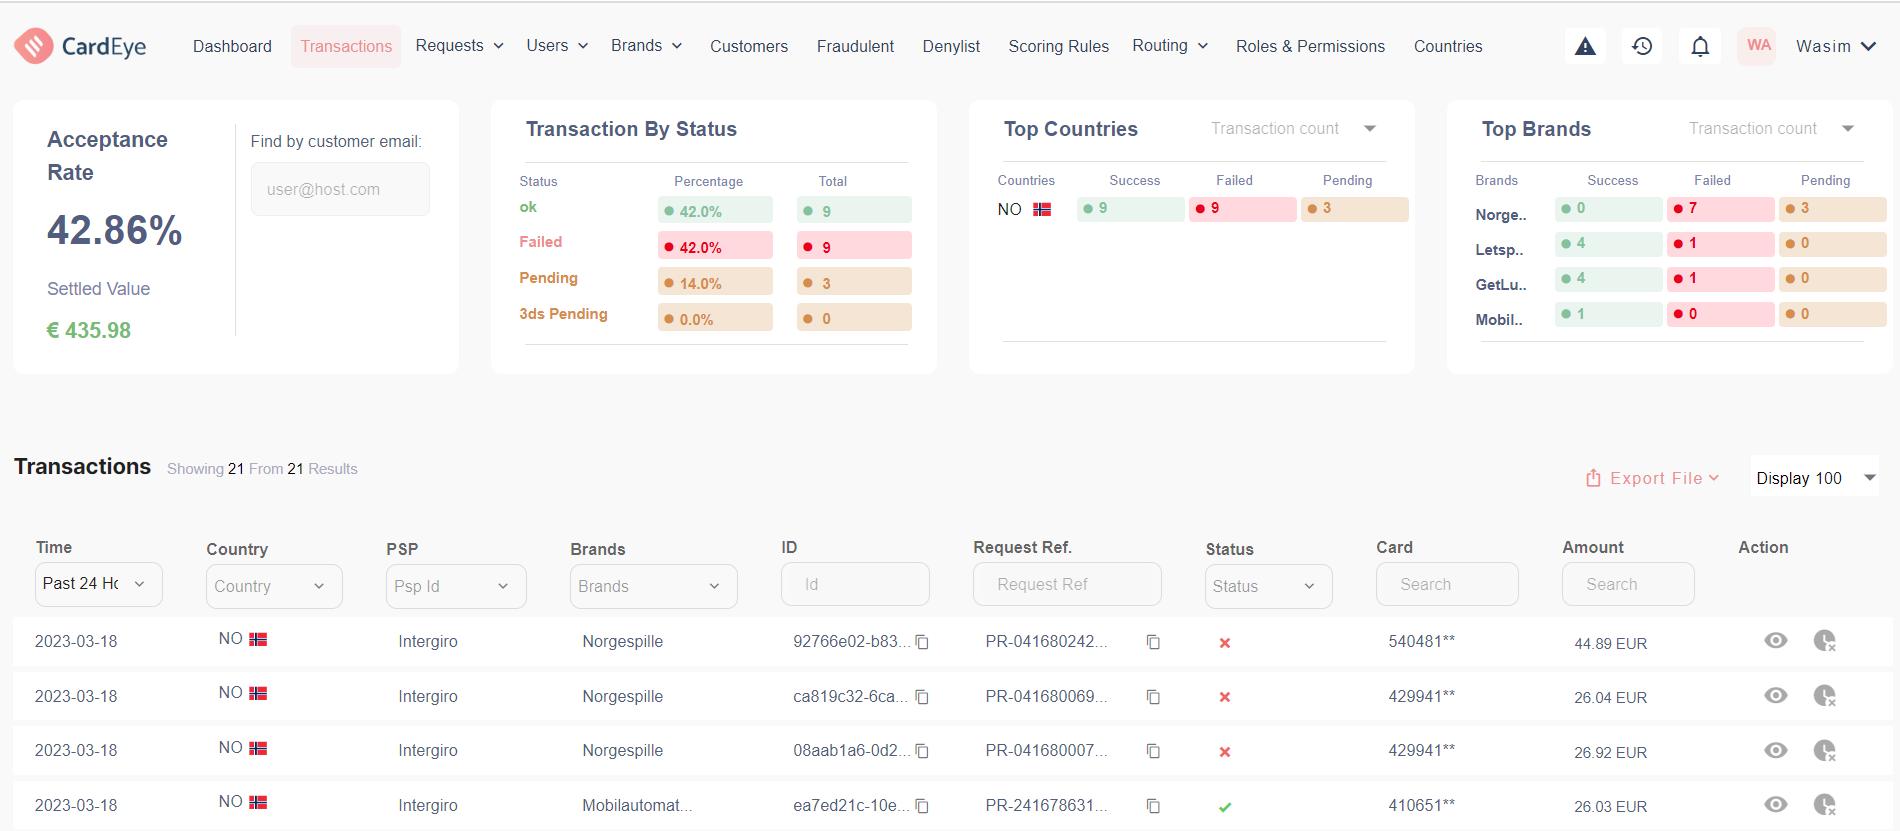 CardEye
Dashboard Transactions Requests Users Brands Customers Fraudulent Denylist Scoring Rules Routing Roles & Permissions Countries WA Wasim
Acceptance
Rate
42.86%
Settled Value
€ 435.98
Find by customer email:
user@host.com
Transaction By Status
Status Percentage Total
ok 42.0% 9
Failed 42.0% 9
Pending 14.0% 3
3ds Pending 0.0% 0
Top Countries Transaction count
Countries Success Failed Pending
NO 9 9 3
Top Brands Transaction count
Brands Success Failed Pending
Norge.. 0 7 3
Letsp.. 4 1 0
GetLu.. 4 1 0
Mobil.. 1 0 0
Transactions Showing 21 From 21 Results
Export File Display 100
Time Country PSP Brands ID Request Ref. Status Card Amount Action
Past 24 Hc Country Psp Id Brands Id Request Ref Status Search Search
2023-03-18 NO Intergiro Norgespille 92766e02-b83... PR-041680242... 540481** 44.89 EUR
2023-03-18 NO Intergiro Norgespille ca819c32-6ca... PR-041680069... 429941** 26.04 EUR
2023-03-18 NO Intergiro Norgespille 08aab1a6-0d2... PR-041680007... 429941** 26.92 EUR
2023-03-18 NO Intergiro Mobilautomat... ea7ed21c-10e... PR-241678631... 410651** 26.03 EUR